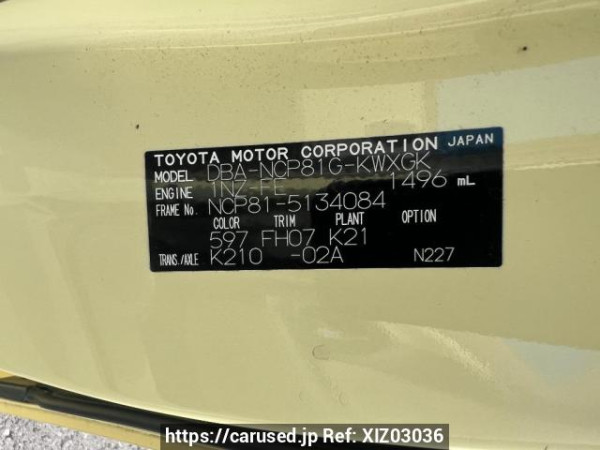 TOYOTA MOTOR CORPORATION JAPAN
MODEL DBA-NCP81G-KWXGK
ENGINE 1NZ-FE 1496 mL
FRAME No. NCP81-5134084
COLOR TRIM PLANT OPTION
597 FH07 K21
TRANS./AXLE K210 -02A N227
https://carused.jp Ref: XIZ03036